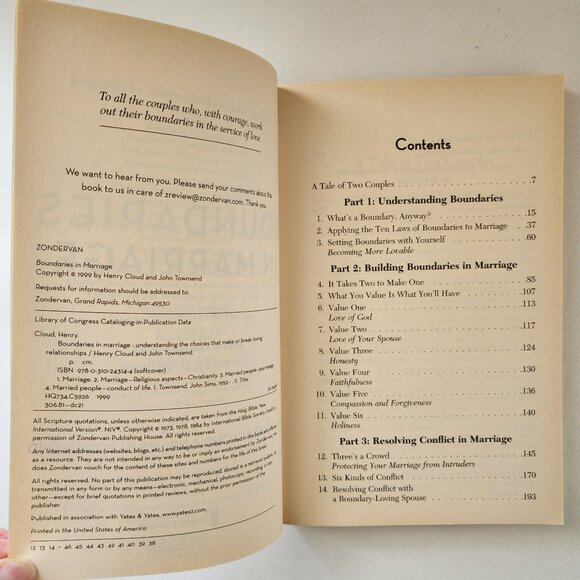 To all the couples who, with courage, work
out their boundaries in the service of love
We want to hear from you. Please send your comments about this
book to us in care of zreview@zondervan.com. Thank you.
ZONDERVAN
Boundaries in Marriage
Copyright © 1999 by Henry Cloud and John Townsend
Requests for information should be addressed to:
Zondervan, Grand Rapids, Michigan 49530
Library of Congress Cataloging-in-Publication Data
Cloud, Henry.
Boundaries in marriage : understanding the choices that make or break loving
relationships / Henry Cloud and John Townsend.
p. cm.
ISBN 978-0-310-24314-4 (softcover)
1. Marriage. 2. Marriage—Religious aspects—Christianity. 3. Married people—psychology.
4. Married people—conduct of life. I. Townsend, John Sims, 1952- II. Title.
HQ734.C5926 1999
306.81—dc21
All Scripture quotations, unless otherwise indicated, are taken from the Holy Bible: New
International Version®. NIV®. Copyright © 1973, 1978, 1984 by International Bible Society. Used by
of Zondervan Publishing House. All rights reserved.
Any Internet addresses (websites, blogs, etc.) and telephone numbers printed in this book are offered
as a resource. They are not intended in any way to be or imply an endorsement by Zondervan, nor
does Zondervan vouch for the content of these sites and numbers for the life of this book.
All rights reserved. No part of this publication may be reproduced, stored in a retrieval system, or
transmitted in any form or by any means—electronic, mechanical, photocopy, recording, or any
other—except for brief quotations in printed reviews, without the prior permission of the
publisher.
Published in association with Yates & Yates, www.yates2.com.
Printed in the United States of America
12 13 14 • 46 45 44 43 42 41 40 39 38
Contents
A Tale of Two Couples . . . . . . . . . . . . . . . . . .7
Part 1: Understanding Boundaries
1. What's a Boundary, Anyway? . . . . . . . . . . . . .15
2. Applying the Ten Laws of Boundaries to Marriage .37
3. Setting Boundaries with Yourself . . . . . . . . . . .60
Becoming More Lovable
Part 2: Building Boundaries in Marriage
4. It Takes Two to Make One . . . . . . . . . . . . . .85
5. What You Value Is What You'll Have . . . . . . . .107
6. Value One . . . . . . . . . . . . . . . . . . . . .113
Love of God
7. Value Two . . . . . . . . . . . . . . . . . . . . .117
Love of Your Spouse
8. Value Three . . . . . . . . . . . . . . . . . . . .124
Honesty
9. Value Four . . . . . . . . . . . . . . . . . . . . .130
Faithfulness
10. Value Five . . . . . . . . . . . . . . . . . . . . .136
Compassion and Forgiveness
11. Value Six . . . . . . . . . . . . . . . . . . . . .140
Holiness
Part 3: Resolving Conflict in Marriage
12. Three's a Crowd . . . . . . . . . . . . . . . . . .145
Protecting Your Marriage from Intruders
13. Six Kinds of Conflict . . . . . . . . . . . . . . . .170
14. Resolving Conflict with
a Boundary-Loving Spouse . . . . . . . . . . . . .193